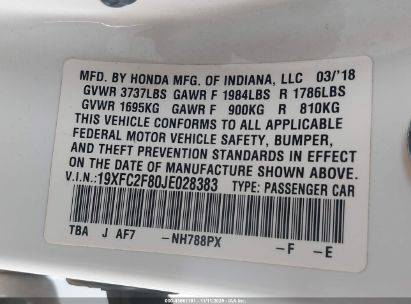 MFD. BY HONDA MFG. OF INDIANA, LLC 03/'18
GVWR 3737LBS GAWR F 1984LBS R 1786LBS
GVWR 1695KG GAWR F 900KG R 810KG
THIS VEHICLE CONFORMS TO ALL APPLICABLE
FEDERAL MOTOR VEHICLE SAFETY, BUMPER,
AND THEFT PREVENTION STANDARDS IN EFFECT
ON THE DATE OF MANUFACTURE SHOWN ABOVE.
V.I.N.: 19XFC2F80JE028383 TYPE: PASSENGER CAR
TBA J AF7 -NH788PX -F -E